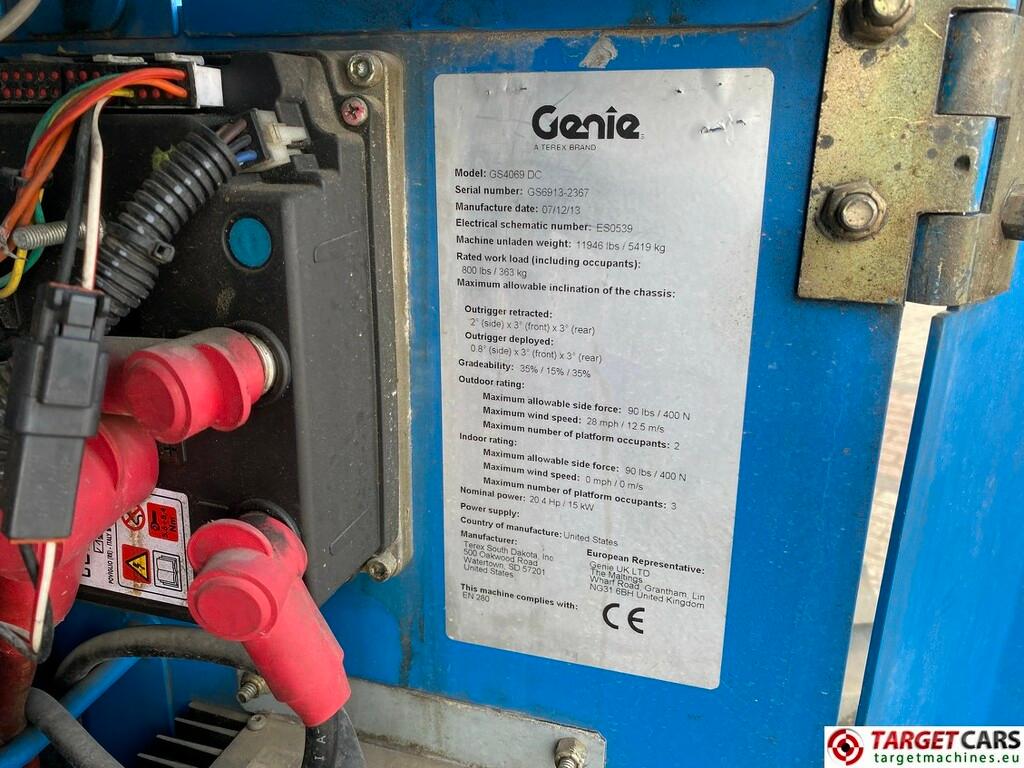 Genie
A TEREX BRAND
Model: GS4069 DC
Serial number: GS6913-2367
Manufacture date: 07/12/13
Electrical schematic number: ES0539
Machine unladen weight: 11946 lbs / 5419 kg
Rated work load (including occupants):
800 lbs / 363 kg
Maximum allowable inclination of the chassis:
Outrigger retracted:
2° (side) x 3° (front) x 3° (rear)
Outrigger deployed:
0.8° (side) x 3° (front) x 3° (rear)
Gradeability: 35% / 15% / 35%
Outdoor rating:
Maximum allowable side force: 90 lbs / 400 N
Maximum wind speed: 28 mph / 12.5 m/s
Maximum number of platform occupants: 2
Indoor rating:
Maximum allowable side force: 90 lbs / 400 N
Maximum wind speed: 0 mph / 0 m/s
Maximum number of platform occupants: 3
Nominal power: 20.4 Hp / 15 kW
Power supply:
Country of manufacture: United States
Manufacturer:
Terex South Dakota, Inc
500 Oakwood Road
Watertown, SD 57201
United States
European Representative:
Genie UK LTD
The Maltings
Wharf Road, Grantham, Lin
NG31 6BH United Kingdom
This machine complies with:
EN 280
CE
TARGETCARS
targetmachines.eu